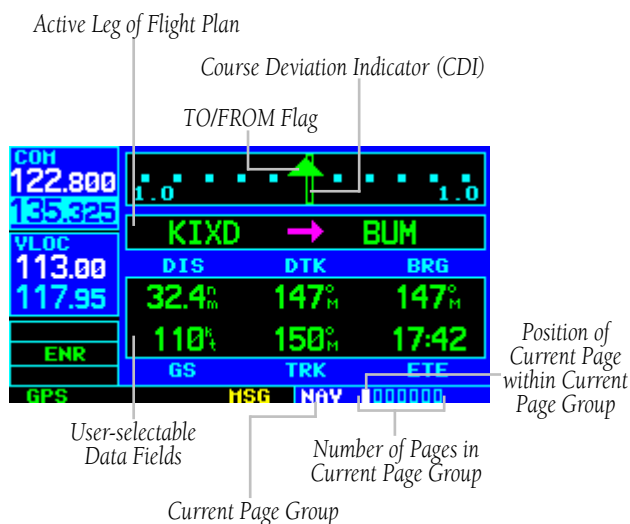 Active Leg of Flight Plan
Course Deviation Indicator (CDI)
TO/FROM Flag
COM
122.800
135.325
1.0
1.0
KIXD → BUM
VLOC
113.00
117.95
DIS DTK BRG
32.4nm 147°M 147°M
110kt 150°M 17:42
GS TRK ETE
ENR
GPS MSG NAV
Position of
Current Page
within Current
Page Group
User-selectable
Data Fields
Number of Pages in
Current Page Group
Current Page Group